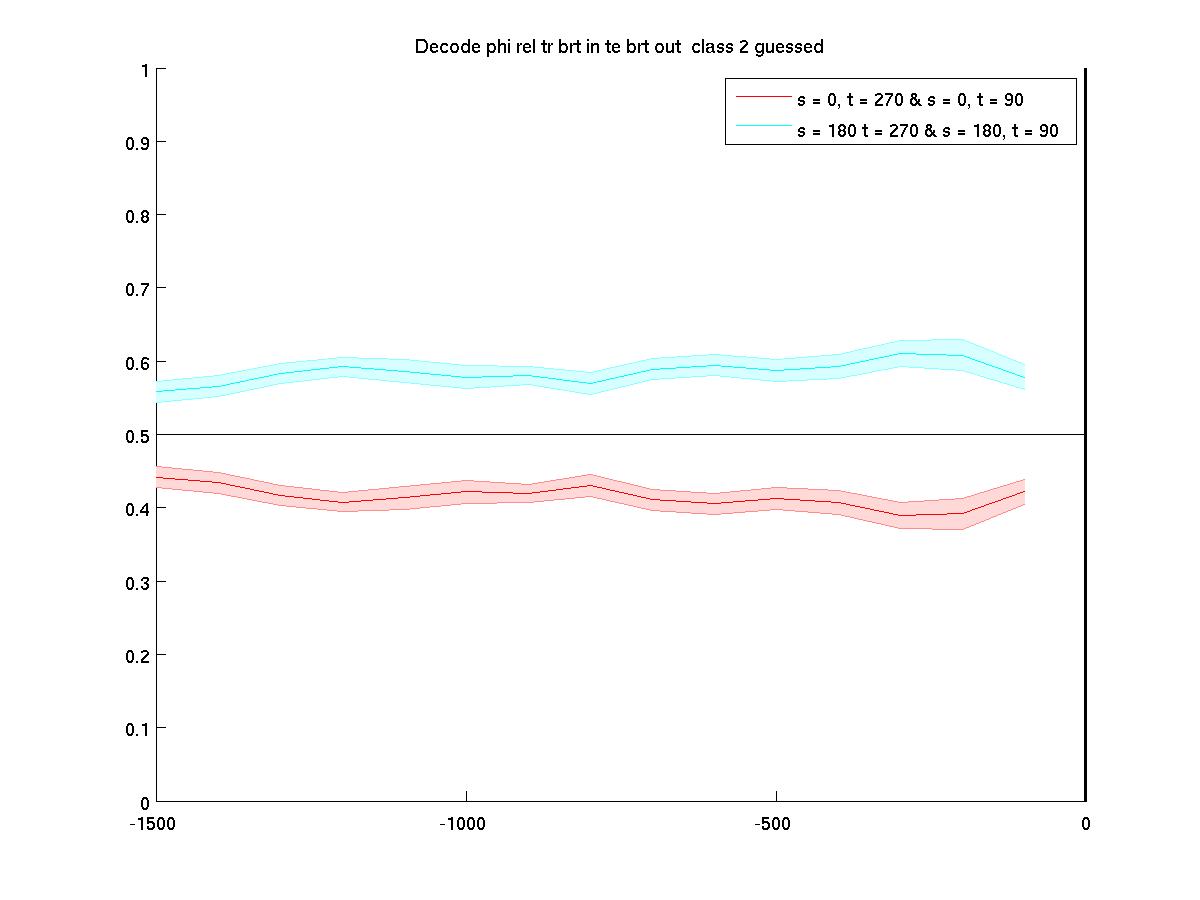 Decode phi rel tr brt in te brt out class 2 guessed
s = 0, t = 270 & s = 0, t = 90
s = 180 t = 270 & s = 180, t = 90
1
0.9
0.8
0.7
0.6
0.5
0.4
0.3
0.2
0.1
0
-1500 -1000 -500 0